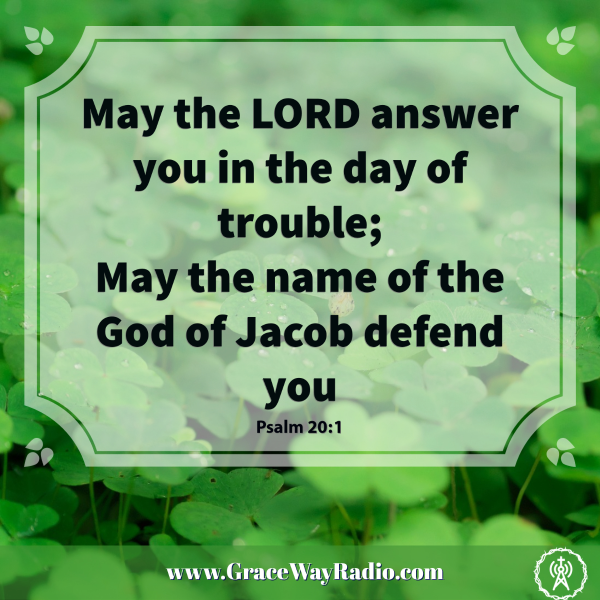 May the LORD answer
you in the day of
trouble;
May the name of the
God of Jacob defend
you
Psalm 20:1
www.GraceWayRadio.com